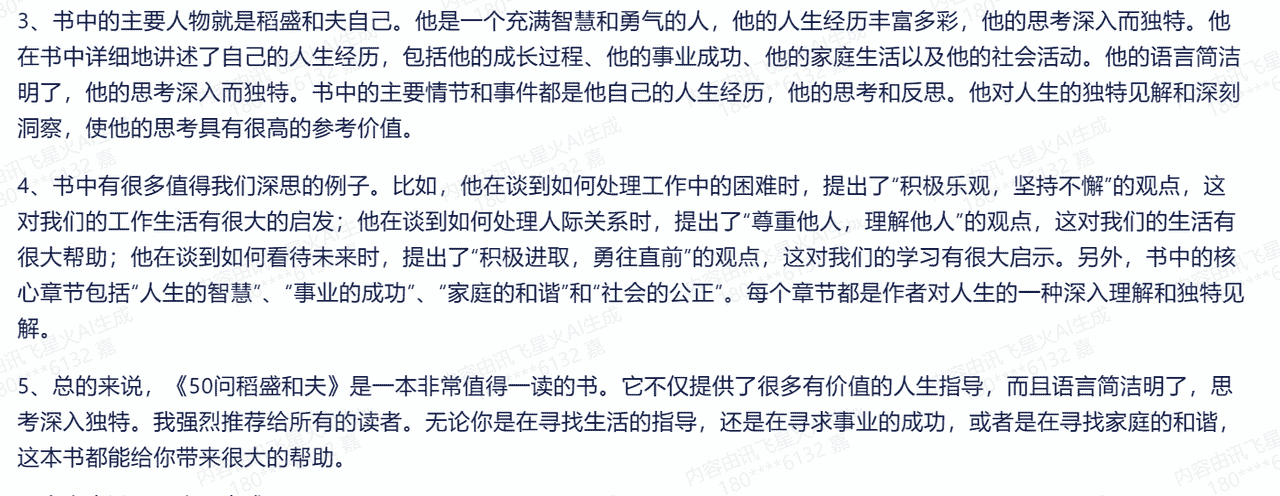 3、书中的主要人物就是稻盛和夫自己。他是一个充满智慧和勇气的人，他的人生经历丰富多彩，他的思考深入而独特。他
在书中详细地讲述了自己的人生经历，包括他的成长过程、他的事业成功、他的家庭生活以及他的社会活动。他的语言简洁
明了，他的思考深入而独特。书中的主要情节和事件都是他自己的人生经历，他的思考和反思。他对人生的独特见解和深刻
洞察，使他的思考具有很高的参考价值。
4、书中有很多值得我们深思的例子。比如，他在谈到如何处理工作中的困难时，提出了“积极乐观，坚持不懈”的观点，这
对我们的工作生活有很大的启发；他在谈到如何处理人际关系时，提出了“尊重他人，理解他人”的观点，这对我们的生活有
很大帮助；他在谈到如何看待未来时，提出了“积极进取，勇往直前”的观点，这对我们的学习有很大启示。另外，书中的核
心章节包括“人生的智慧”、“事业的成功”、“家庭的和谐”和“社会的公正”。每个章节都是作者对人生的一种深入理解和独特见
解。
5、总的来说，《50问稻盛和夫》是一本非常值得一读的书。它不仅提供了很多有价值的人生指导，而且语言简洁明了，思
考深入独特。我强烈推荐给所有的读者。无论你是在寻找生活的指导，还是在寻求事业的成功，或者是在寻找家庭的和谐，
这本书都能给你带来很大的帮助。
内容由讯飞星火AI生成
180****6132 嘉